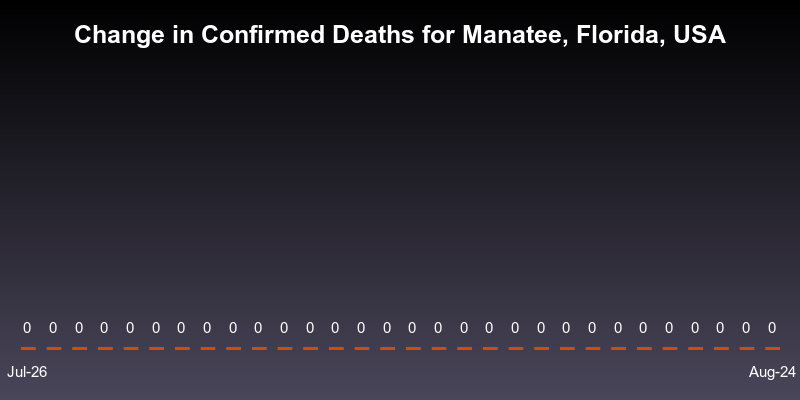 Change in Confirmed Deaths for Manatee, Florida, USA
0 0 0 0 0 0 0 0 0 0 0 0 0 0 0 0 0 0 0 0 0 0 0 0 0 0 0 0 0 0
Jul-26 Aug-24